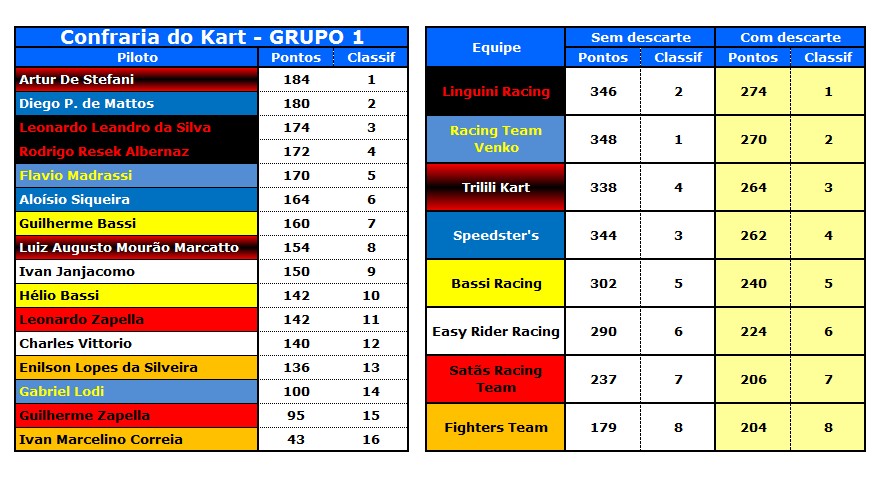 Confraria do Kart - GRUPO 1
Piloto Pontos Classif
Artur De Stefani 184 1
Diego P. de Mattos 180 2
Leonardo Leandro da Silva 174 3
Rodrigo Resek Albernaz 172 4
Flavio Madrassi 170 5
Aloísio Siqueira 164 6
Guilherme Bassi 160 7
Luiz Augusto Mourão Marcatto 154 8
Ivan Janjacomo 150 9
Hélio Bassi 142 10
Leonardo Zapella 142 11
Charles Vittorio 140 12
Enilson Lopes da Silveira 136 13
Gabriel Lodi 100 14
Guilherme Zapella 95 15
Ivan Marcelino Correia 43 16
Equipe Sem descarte Com descarte
Pontos Classif Pontos Classif
Linguini Racing 346 2 274 1
Racing Team
Venko 348 1 270 2
Trilili Kart 338 4 264 3
Speedster's 344 3 262 4
Bassi Racing 302 5 240 5
Easy Rider Racing 290 6 224 6
Satãs Racing
Team 237 7 206 7
Fighters Team 179 8 204 8